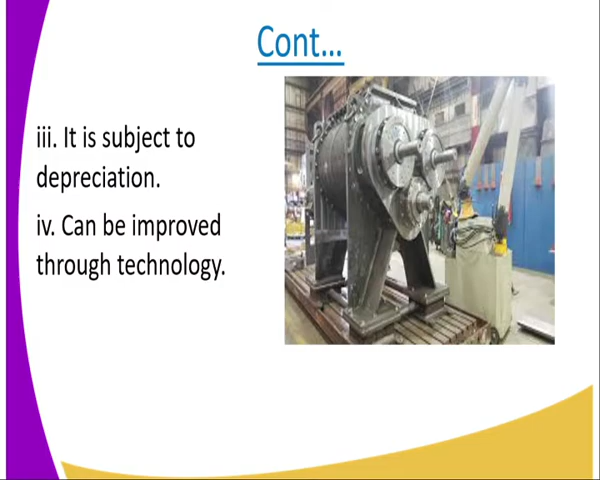 Cont...
iii. It is subject to
depreciation.
iv. Can be improved
through technology.